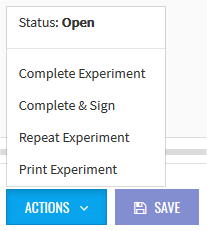 Status: Open
Complete Experiment
Complete & Sign
Repeat Experiment
Print Experiment
ACTIONS SAVE